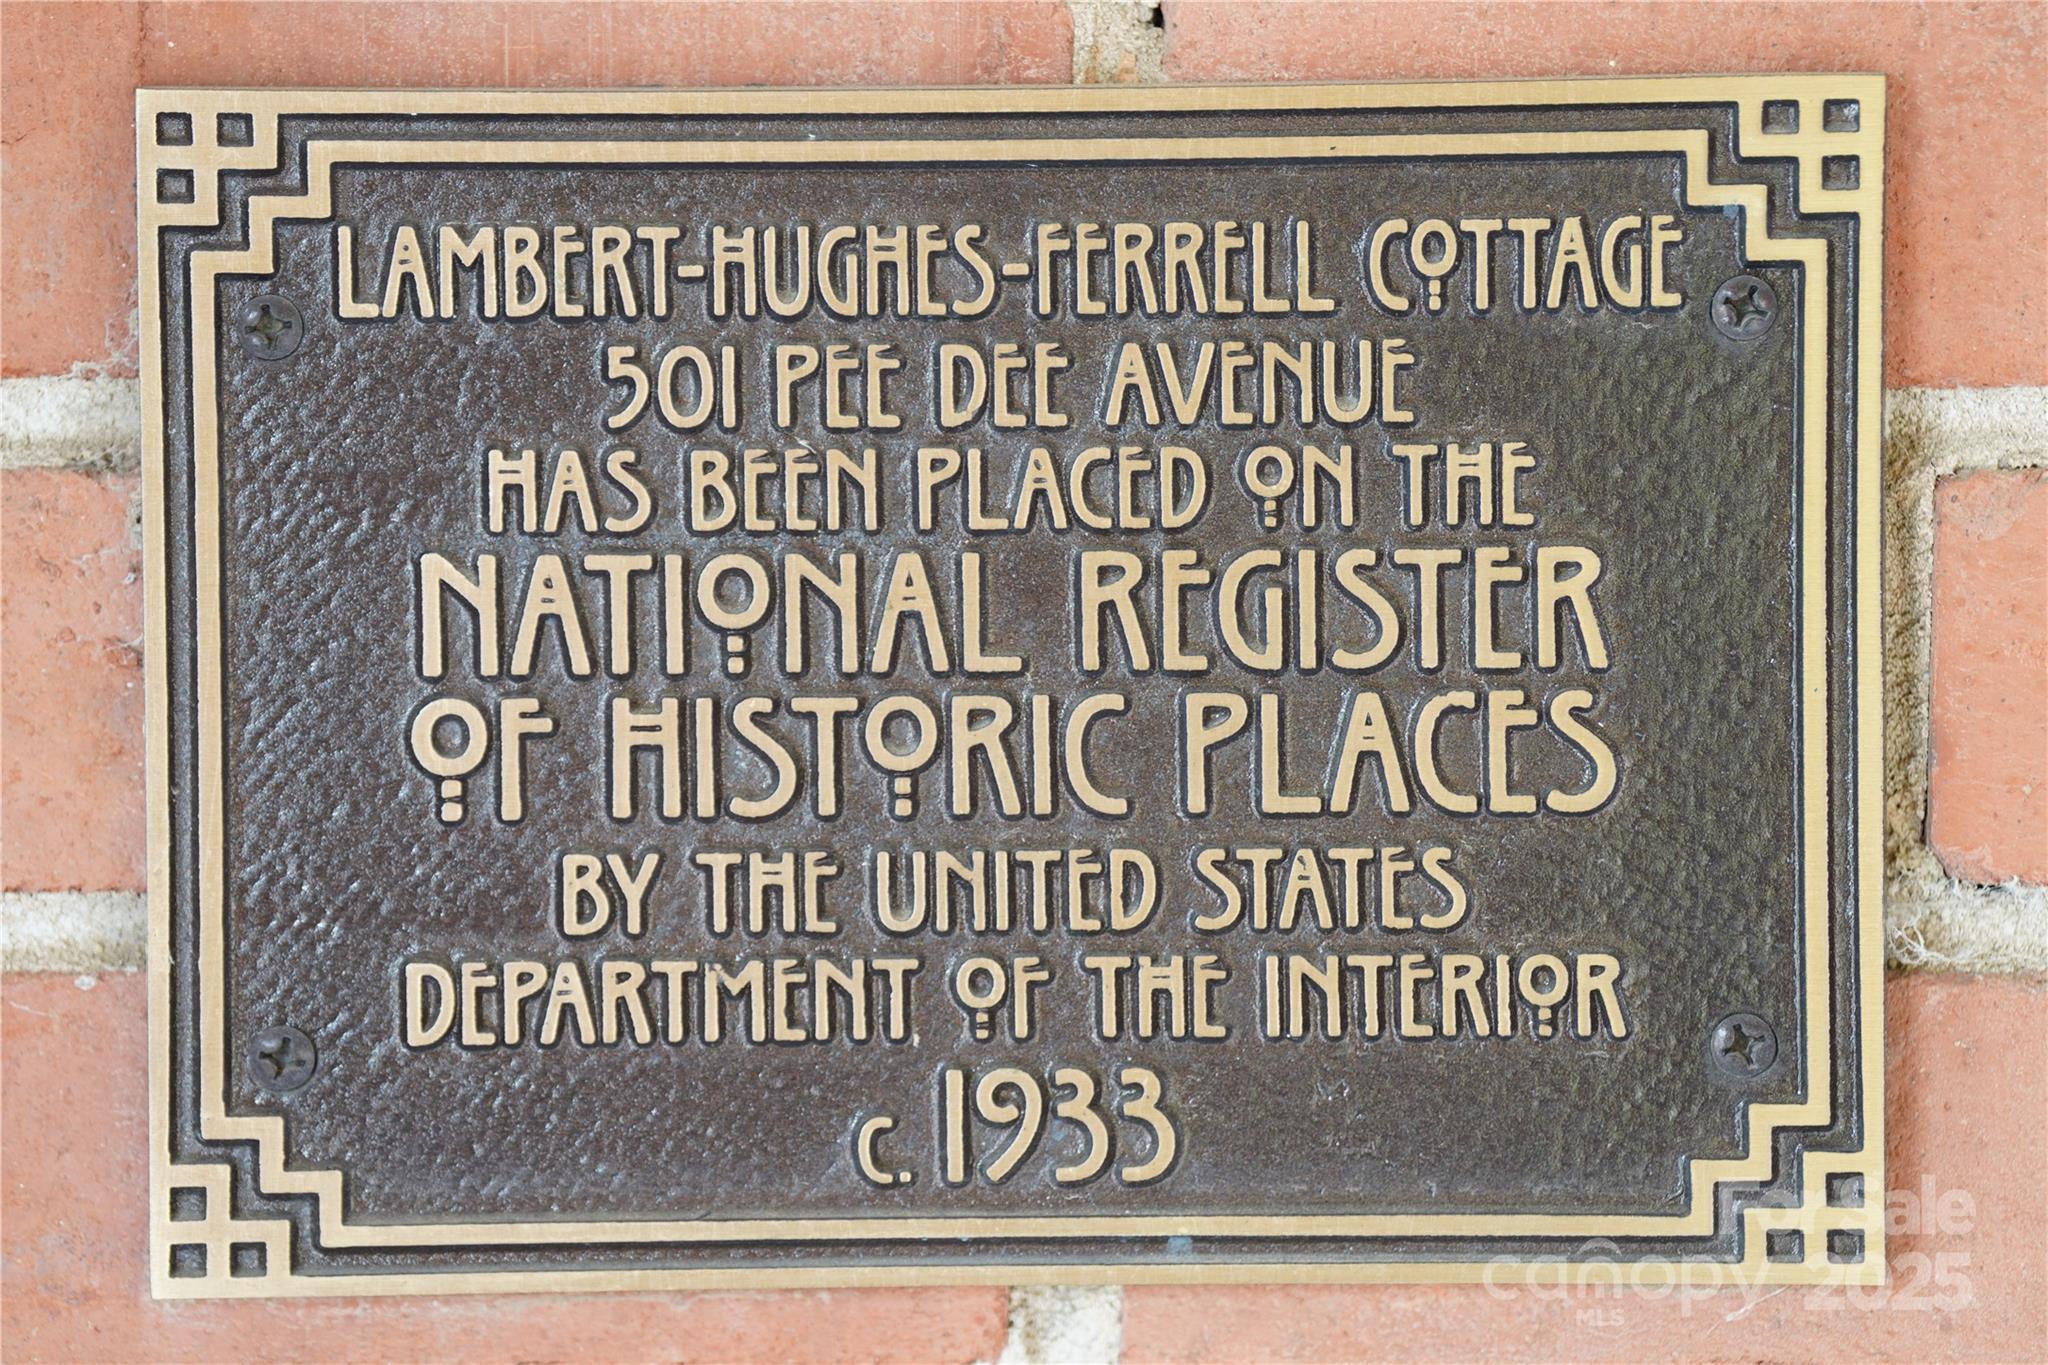 LAMBERT-HUGHES-FERRELL COTTAGE
501 PEE DEE AVENUE
HAS BEEN PLACED ON THE
NATIONAL REGISTER
OF HISTORIC PLACES
BY THE UNITED STATES
DEPARTMENT OF THE INTERIOR
c. 1933
For Sale
canopy 2025
MLS